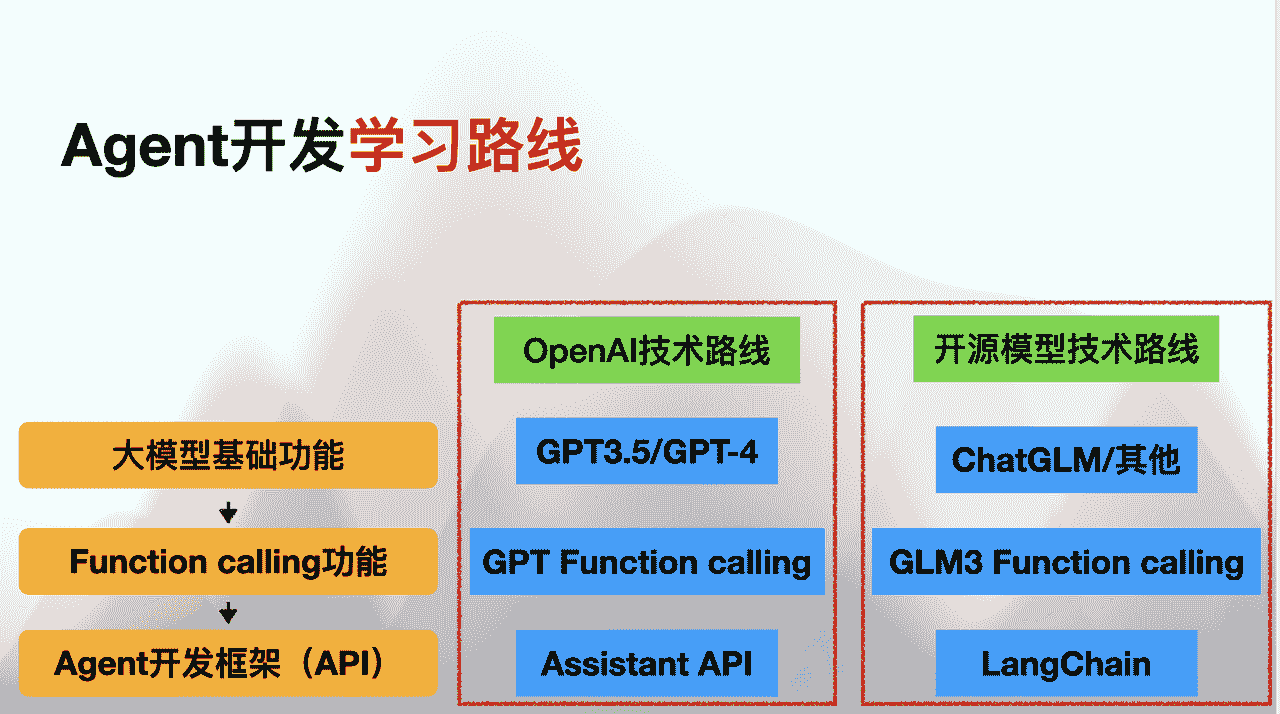 Agent开发学习路线
OpenAI技术路线
开源模型技术路线
大模型基础功能
GPT3.5/GPT-4
ChatGLM/其他
Function calling功能
GPT Function calling
GLM3 Function calling
Agent开发框架（API）
Assistant API
LangChain